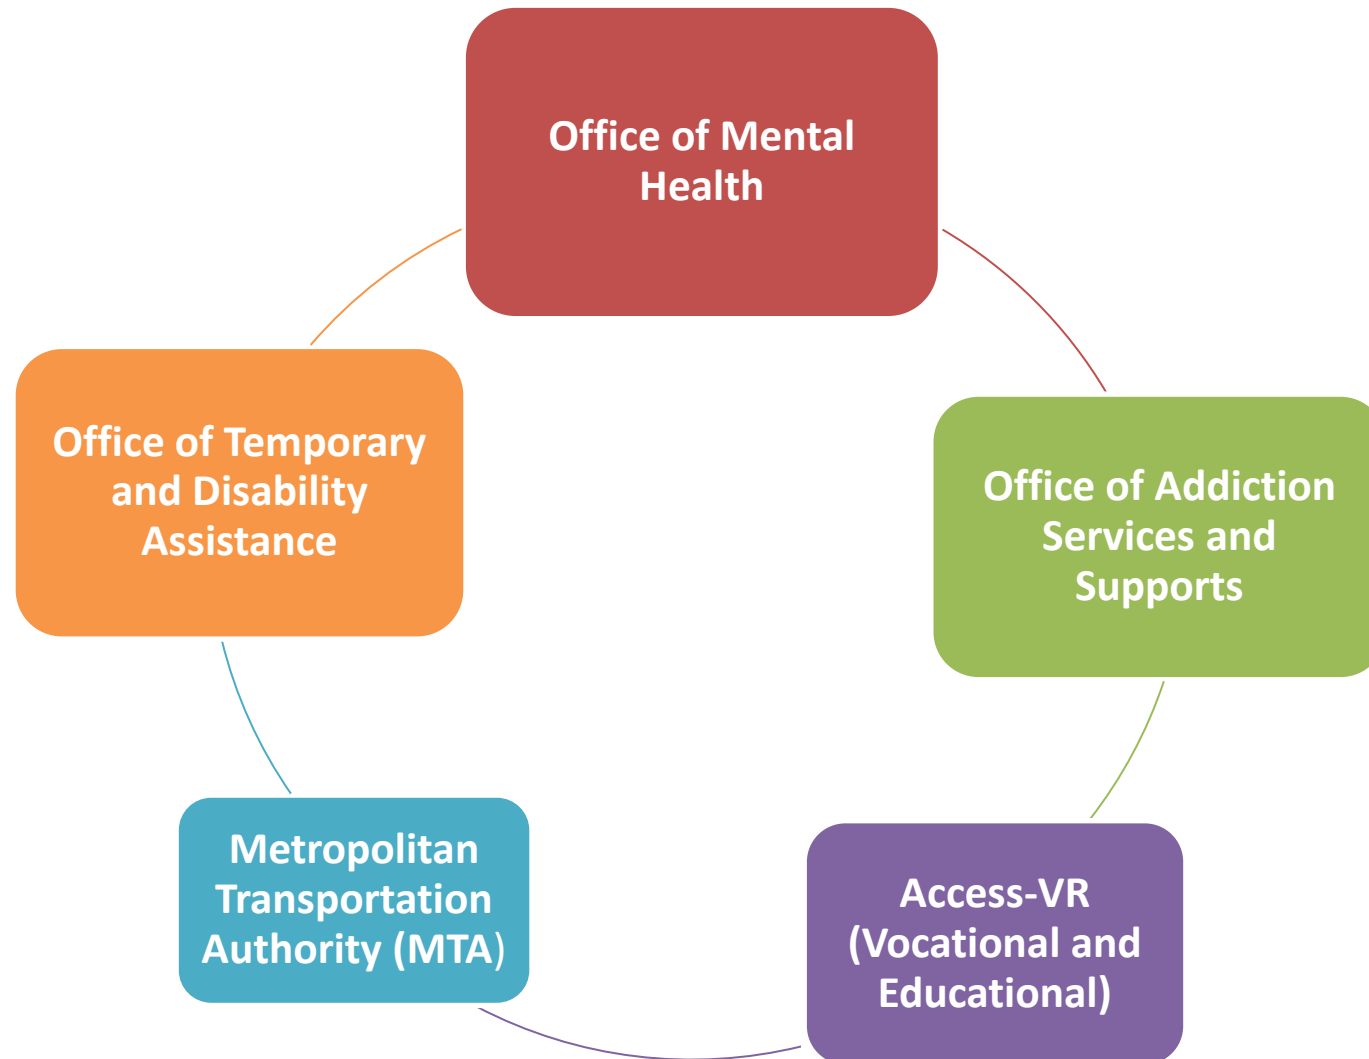 Office of Mental
Health
Office of Temporary
and Disability
Assistance
Office of Addiction
Services and
Supports
Metropolitan
Transportation
Authority (MTA)
Access-VR
(Vocational and
Educational)